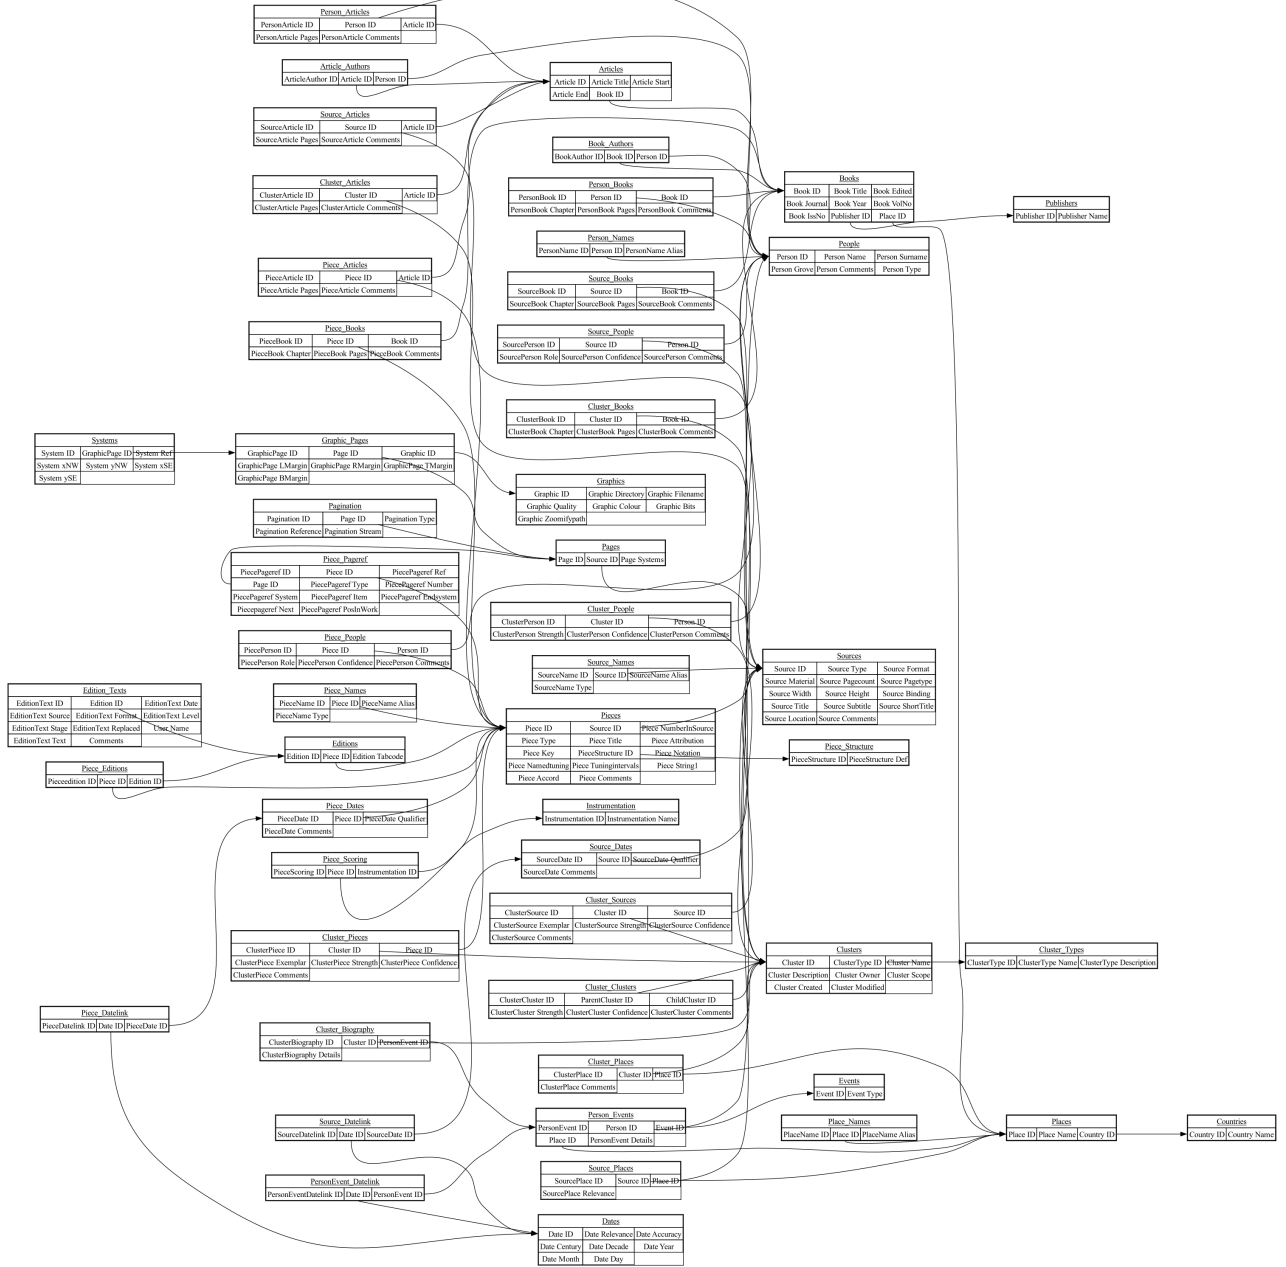 Person_Articles
PersonArticle ID Person ID Article ID
PersonArticle Pages PersonArticle Comments
Article_Authors
ArticleAuthor ID Article ID Person ID
Source_Articles
SourceArticle ID Source ID Article ID
SourceArticle Pages SourceArticle Comments
Cluster_Articles
ClusterArticle ID Cluster ID Article ID
ClusterArticle Pages ClusterArticle Comments
Piece_Articles
PieceArticle ID Piece ID Article ID
PieceArticle Pages PieceArticle Comments
Piece_Books
PieceBook ID Piece ID Book ID
PieceBook Chapter PieceBook Pages PieceBook Comments
Systems
System ID GraphicPage ID System Ref
System xNW System yNW System xSE
System ySE
Graphic_Pages
GraphicPage ID Page ID Graphic ID
GraphicPage LMargin GraphicPage RMargin GraphicPage TMargin
GraphicPage BMargin
Pagination
Pagination ID Page ID Pagination Type
Pagination Reference Pagination Stream
Piece_Pageref
PiecePageref ID Piece ID PiecePageref Ref
Page ID PiecePageref Type PiecePageref Number
PiecePageref System PiecePageref Item PiecePageref Endsystem
Piecepageref Next PiecePageref PosInWork
Piece_People
PiecePerson ID Piece ID Person ID
PiecePerson Role PiecePerson Confidence PiecePerson Comments
Piece_Names
PieceName ID Piece ID PieceName Alias
PieceName Type
Edition_Texts
EditionText ID Edition ID EditionText Date
EditionText Source EditionText Format EditionText Level
EditionText Stage EditionText Replaced User Name
EditionText Text Comments
Editions
Edition ID Piece ID Edition Tabcode
Piece_Editions
Pieceedition ID Piece ID Edition ID
Piece_Dates
PieceDate ID Piece ID PieceDate Qualifier
PieceDate Comments
Piece_Scoring
PieceScoring ID Piece ID Instrumentation ID
Cluster_Pieces
ClusterPiece ID Cluster ID Piece ID
ClusterPiece Exemplar ClusterPiece Strength ClusterPiece Confidence
ClusterPiece Comments
Piece_Datelink
PieceDatelink ID Date ID PieceDate ID
Cluster_Biography
ClusterBiography ID Cluster ID PersonEvent ID
ClusterBiography Details
Source_Datelink
SourceDatelink ID Date ID SourceDate ID
PersonEvent_Datelink
PersonEventDatelink ID Date ID PersonEvent ID
Articles
Article ID Article Title Article Start
Article End Book ID
Book_Authors
BookAuthor ID Book ID Person ID
Person_Books
PersonBook ID Person ID Book ID
PersonBook Chapter PersonBook Pages PersonBook Comments
Person_Names
PersonName ID Person ID PersonName Alias
Source_Books
SourceBook ID Source ID Book ID
SourceBook Chapter SourceBook Pages SourceBook Comments
Source_People
SourcePerson ID Source ID Person ID
SourcePerson Role SourcePerson Confidence SourcePerson Comments
Cluster_Books
ClusterBook ID Cluster ID Book ID
ClusterBook Chapter ClusterBook Pages ClusterBook Comments
Graphics
Graphic ID Graphic Directory Graphic Filename
Graphic Quality Graphic Colour Graphic Bits
Graphic Zoomifypath
Pages
Page ID Source ID Page Systems
Cluster_People
ClusterPerson ID Cluster ID Person ID
ClusterPerson Strength ClusterPerson Confidence ClusterPerson Comments
Source_Names
SourceName ID Source ID SourceName Alias
SourceName Type
Pieces
Piece ID Source ID Piece NumberInSource
Piece Type Piece Title Piece Attribution
Piece Key PieceStructure ID Piece Notation
Piece Namedtuning Piece Tuningintervals Piece String1
Piece Accord Piece Comments
Instrumentation
Instrumentation ID Instrumentation Name
Source_Dates
SourceDate ID Source ID SourceDate Qualifier
SourceDate Comments
Cluster_Sources
ClusterSource ID Cluster ID Source ID
ClusterSource Exemplar ClusterSource Strength ClusterSource Confidence
ClusterSource Comments
Cluster_Clusters
ClusterCluster ID ParentCluster ID ChildCluster ID
ClusterCluster Strength ClusterCluster Confidence ClusterCluster Comments
Cluster_Places
ClusterPlace ID Cluster ID Place ID
ClusterPlace Comments
Person_Events
PersonEvent ID Person ID Event ID
Place ID PersonEvent Details
Source_Places
SourcePlace ID Source ID Place ID
SourcePlace Relevance
Dates
Date ID Date Relevance Date Accuracy
Date Century Date Decade Date Year
Date Month Date Day
Books
Book ID Book Title Book Edited
Book Journal Book Year Book VolNo
Book IssNo Publisher ID Place ID
People
Person ID Person Name Person Surname
Person Grove Person Comments Person Type
Sources
Source ID Source Type Source Format
Source Material Source Pagecount Source Pagetype
Source Width Source Height Source Binding
Source Title Source Subtitle Source ShortTitle
Source Location Source Comments
Piece_Structure
PieceStructure ID PieceStructure Def
Clusters
Cluster ID ClusterType ID Cluster Name
Cluster Description Cluster Owner Cluster Scope
Cluster Created Cluster Modified
Events
Event ID Event Type
Place_Names
PlaceName ID Place ID PlaceName Alias
Publishers
Publisher ID Publisher Name
Cluster_Types
ClusterType ID ClusterType Name ClusterType Description
Places
Place ID Place Name Country ID
Countries
Country ID Country Name